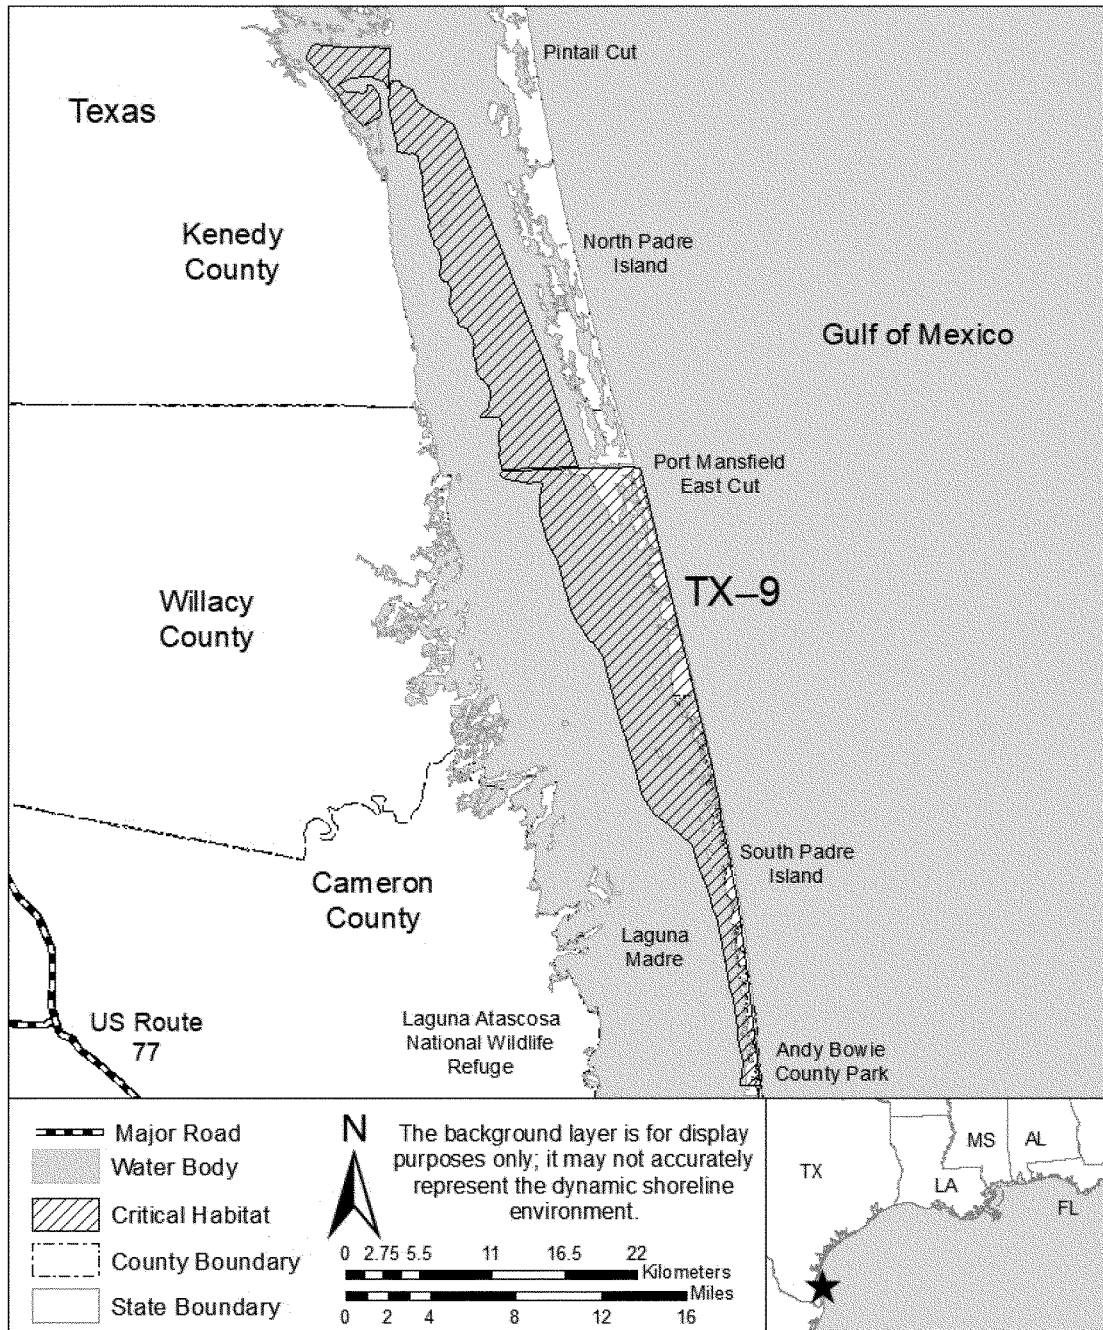 Pintail Cut
Texas
Kenedy
County
North Padre
Island
Gulf of Mexico
Port Mansfield
East Cut
TX–9
Willacy
County
South Padre
Island
Cameron
County
Laguna
Madre
US Route
77
Laguna Atascosa
National Wildlife
Refuge
Andy Bowie
County Park
Major Road
Water Body
Critical Habitat
County Boundary
State Boundary
N
The background layer is for display
purposes only; it may not accurately
represent the dynamic shoreline
environment.
0 2.75 5.5 11 16.5 22
Kilometers
Miles
0 2 4 8 12 16
TX
LA
MS
AL
FL